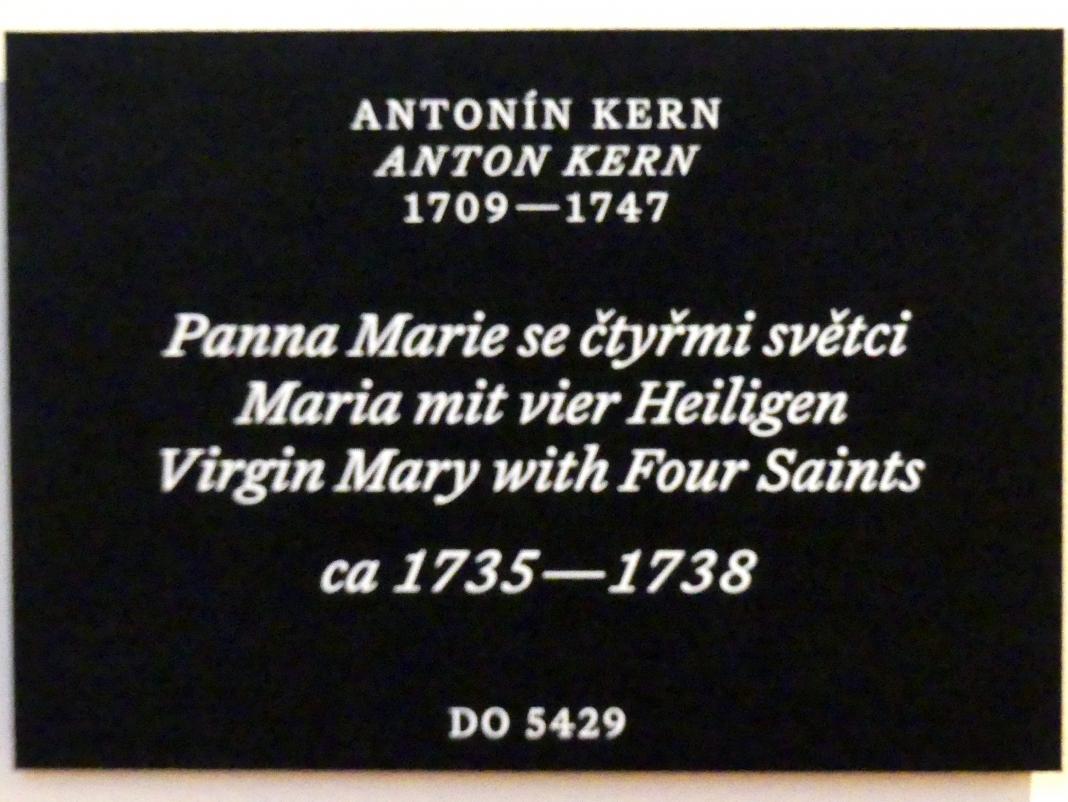 ANTONÍN KERN
ANTON KERN
1709—1747
Panna Marie se čtyřmi světci
Maria mit vier Heiligen
Virgin Mary with Four Saints
ca 1735—1738
DO 5429